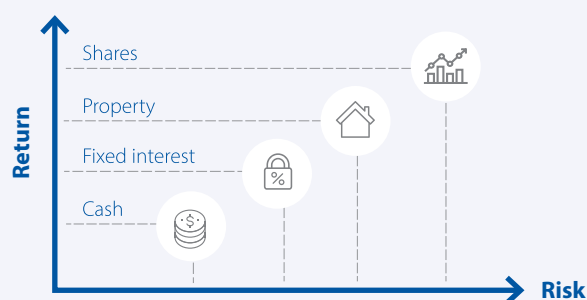 Shares
Property
Fixed interest
Cash
Return
Risk
$
%